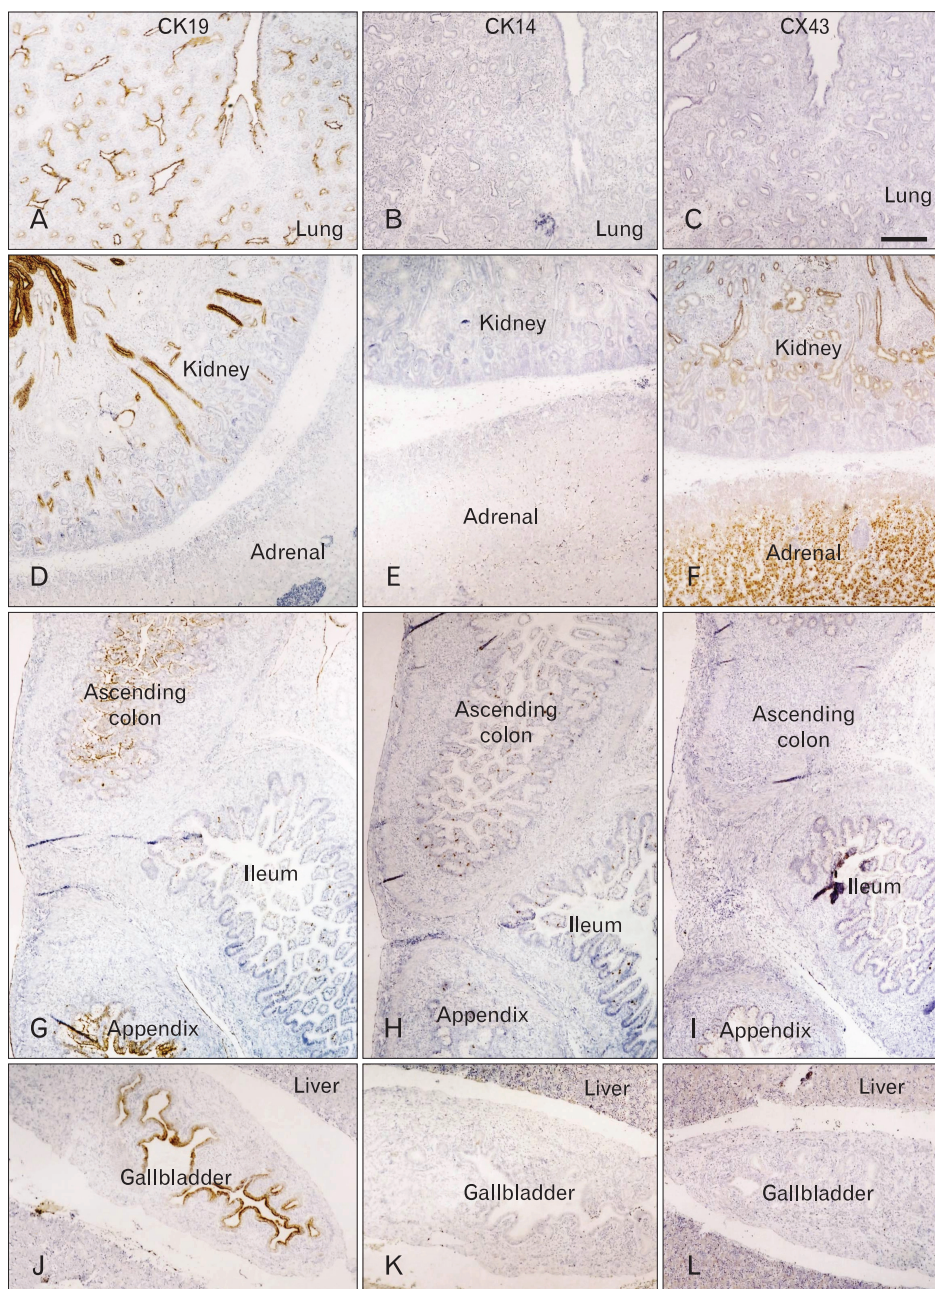 CK19
CK14
CX43
A
Lung
B
Lung
C
Lung
Kidney
Adrenal
D
Kidney
Adrenal
E
Kidney
Adrenal
F
Ascending
colon
Ileum
G
Appendix
Ascending
colon
Ileum
H
Appendix
Ascending
colon
Ileum
I
Appendix
Liver
Gallbladder
J
Liver
Gallbladder
K
Liver
Gallbladder
L